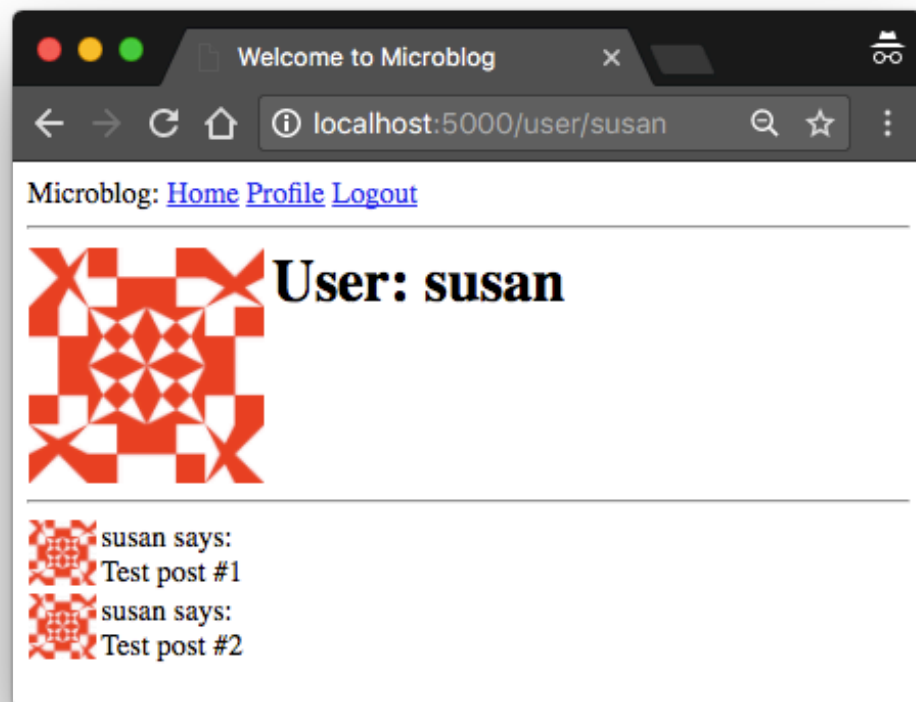 Welcome to Microblog
localhost:5000/user/susan
Microblog: Home Profile Logout
User: susan
susan says:
Test post #1
susan says:
Test post #2